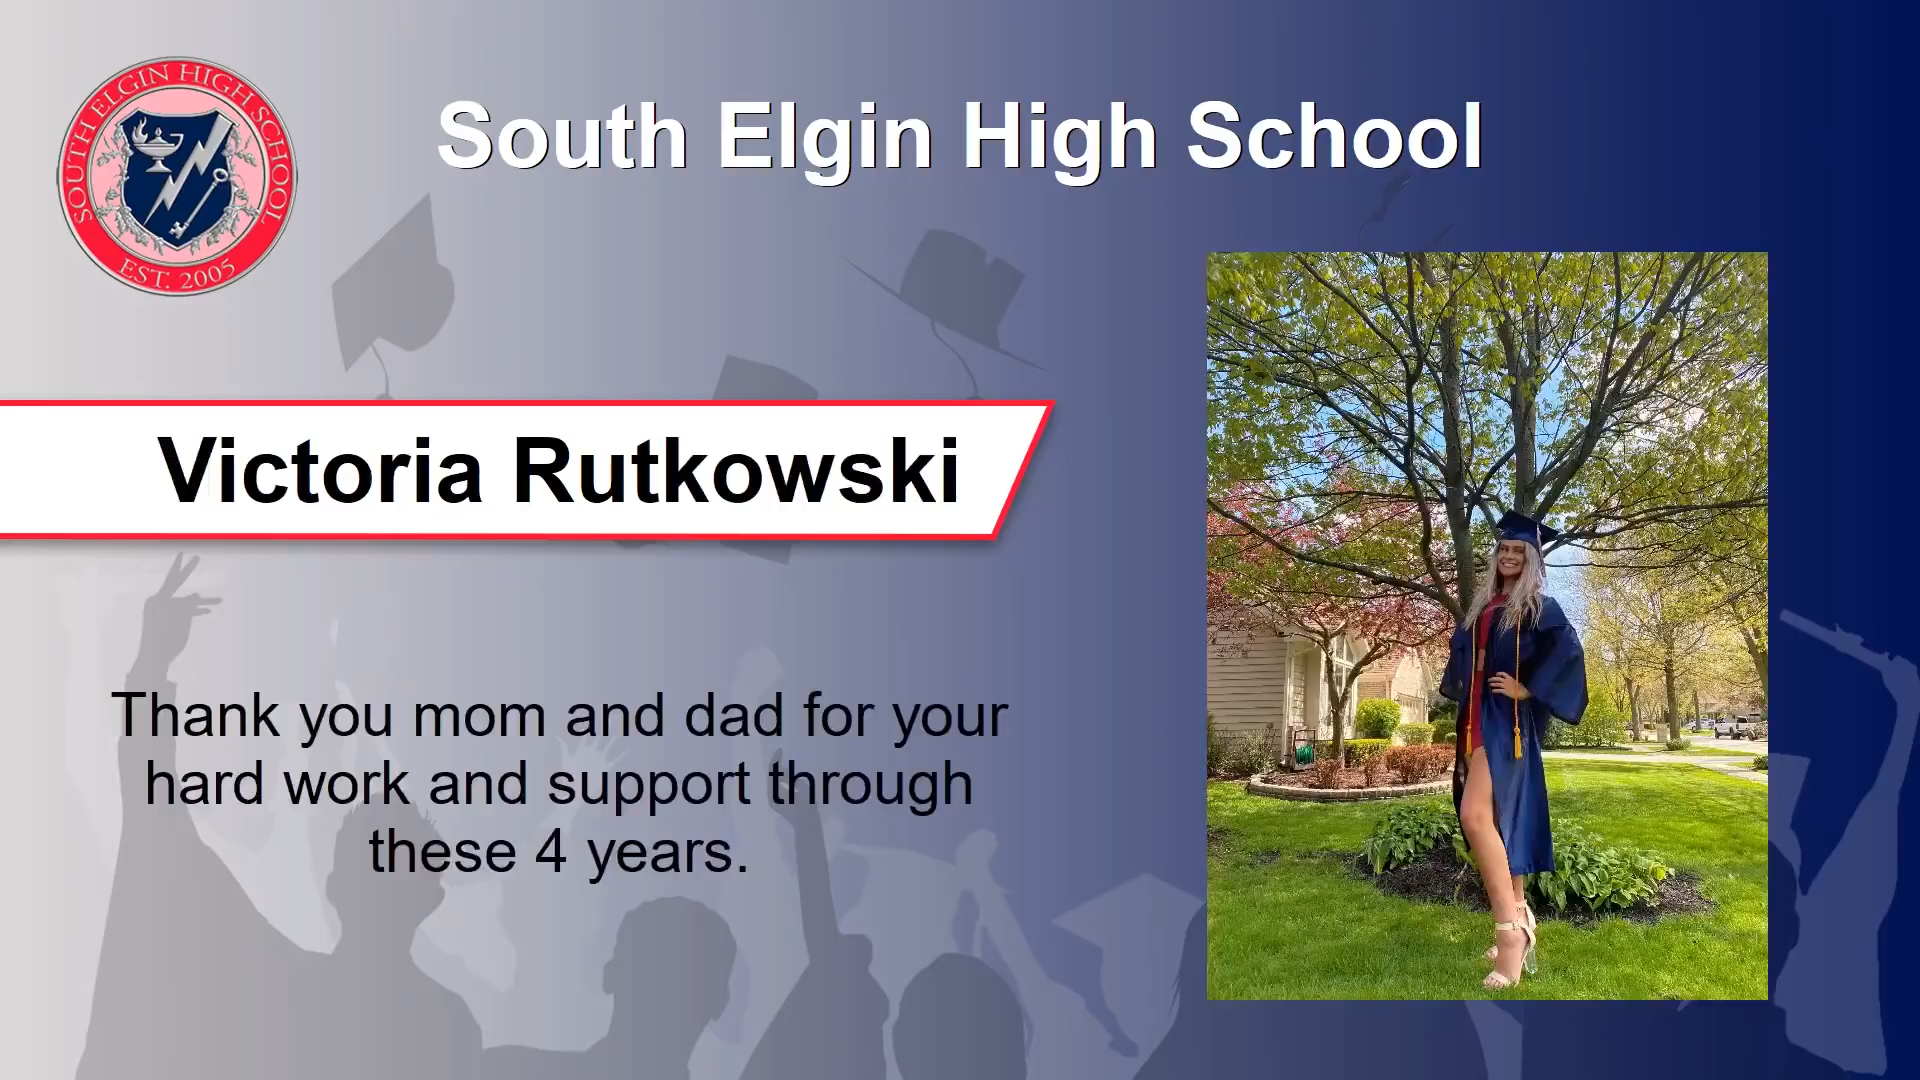 SOUTH ELGIN HIGH SCHOOL
EST. 2005
South Elgin High School
Victoria Rutkowski
Thank you mom and dad for your
hard work and support through
these 4 years.